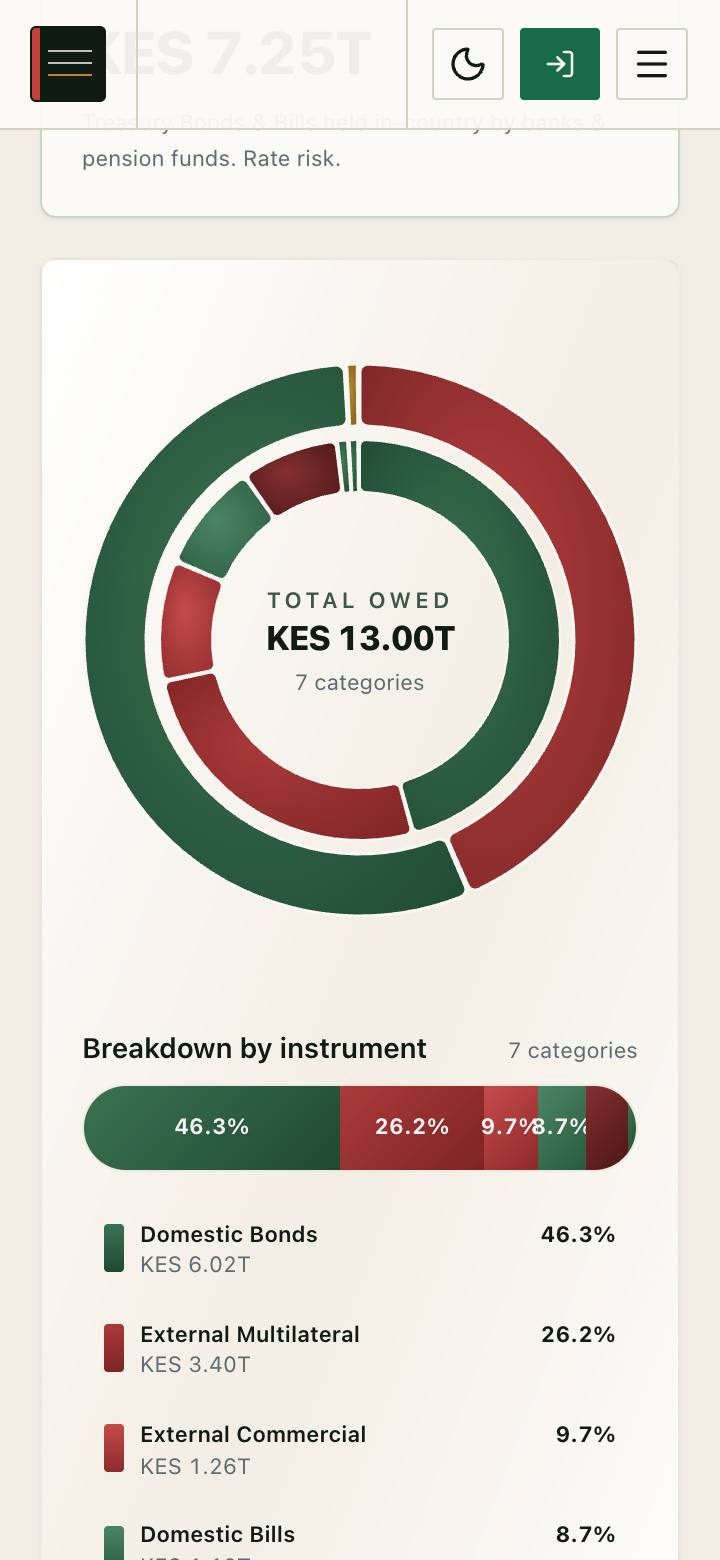 KES 7.25T
Treasury Bonds & Bills held in-country by banks &
pension funds. Rate risk.
TOTAL OWED
KES 13.00T
7 categories
Breakdown by instrument
7 categories
46.3%
26.2%
9.7%
8.7%
Domestic Bonds
46.3%
KES 6.02T
External Multilateral
26.2%
KES 3.40T
External Commercial
9.7%
KES 1.26T
Domestic Bills
8.7%